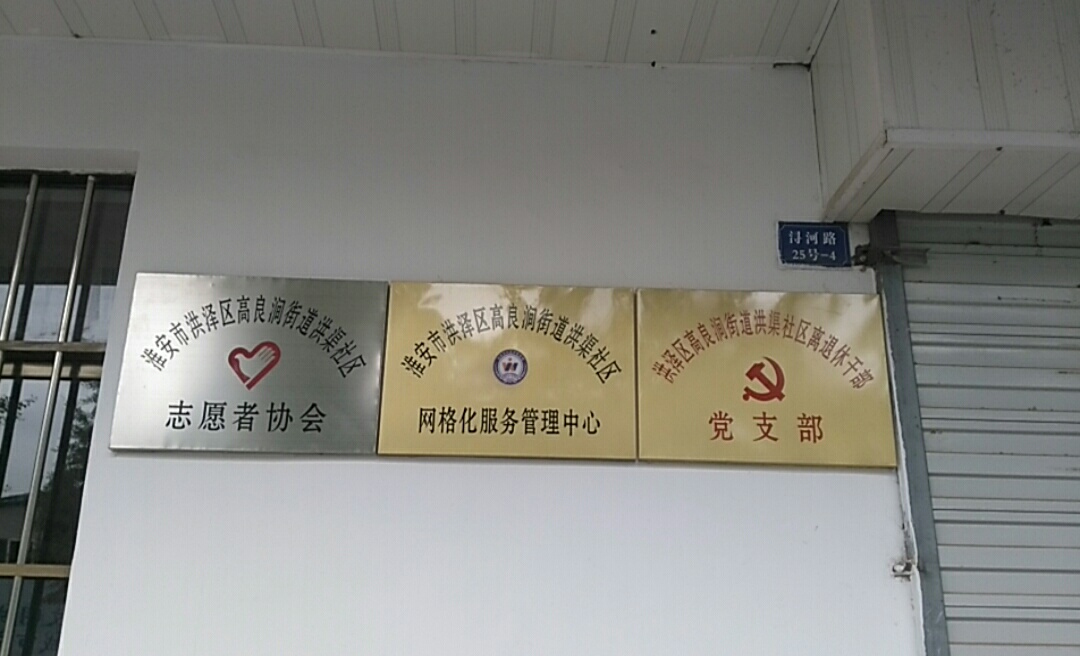 浔河路
25号-4
淮安市洪泽区高良涧街道洪渠社区
志愿者协会
淮安市洪泽区高良涧街道洪渠社区
网格化服务管理中心
洪泽区高良涧街道洪渠社区离退休干部
党支部